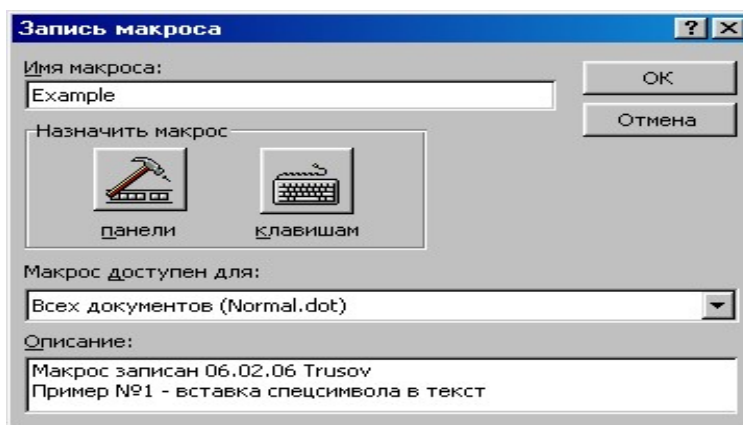 Запись макроса
Имя макроса:
OK
Example
Отмена
Назначить макрос
панели клавишам
Макрос доступен для:
Всех документов (Normal.dot)
Описание:
Макрос записан 06.02.06 Trusov
Пример №1 - вставка спецсимвола в текст